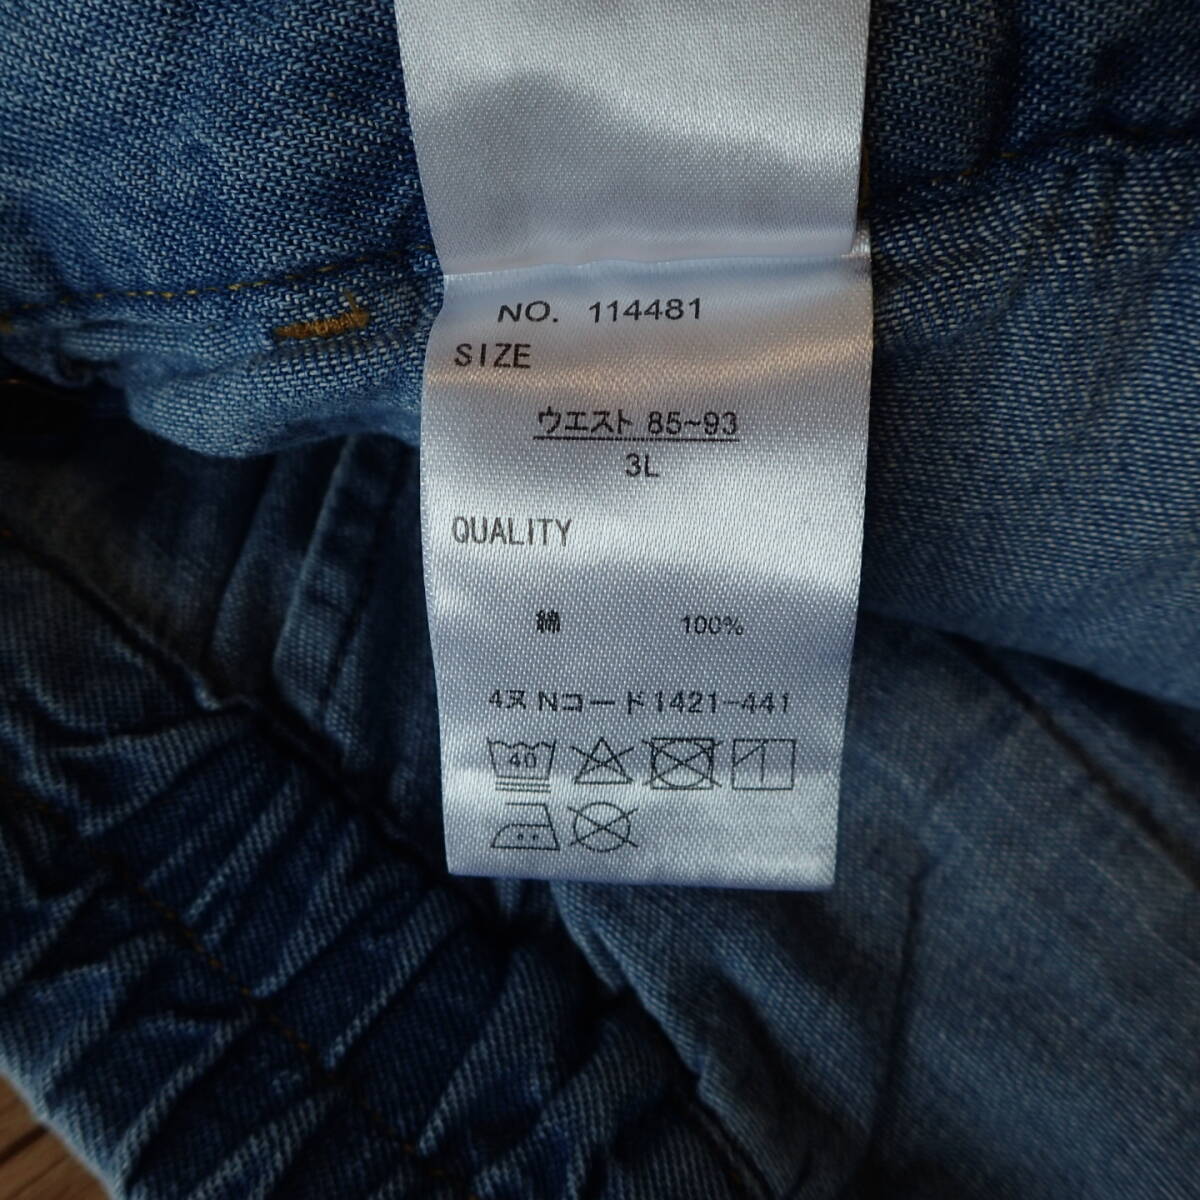 NO. 114481
SIZE
ウエスト 85~93
3L
QUALITY
綿 100%
4ヌNコード1421-441
40